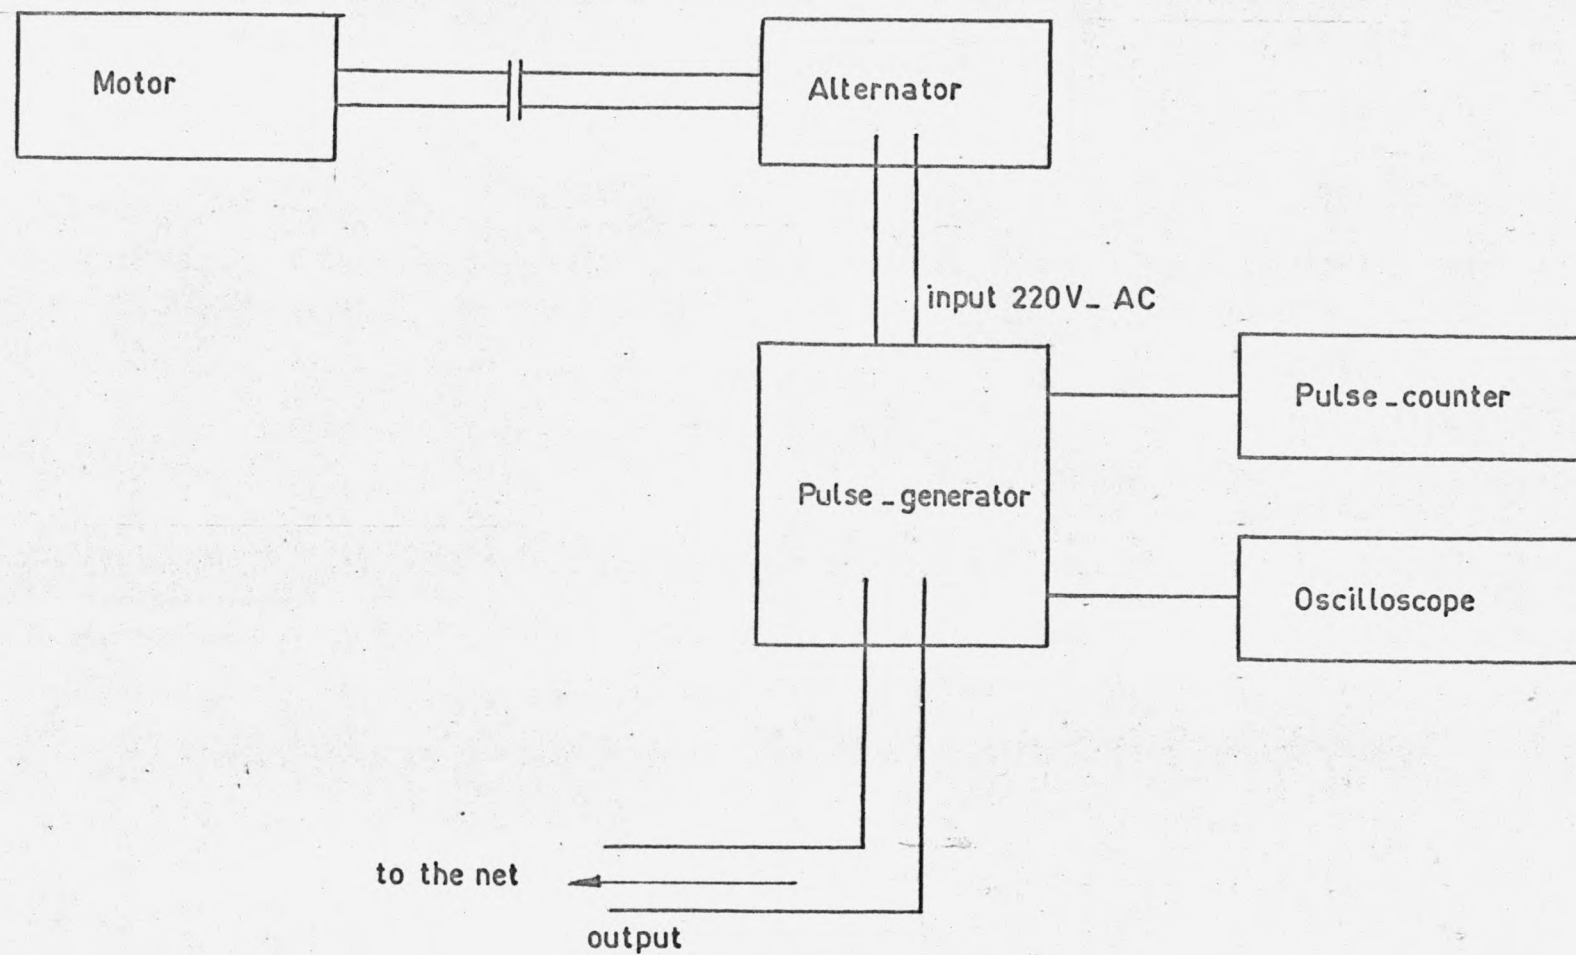 Motor
Alternator
input 220V_ AC
Pulse_counter
Pulse_generator
Oscilloscope
to the net
output